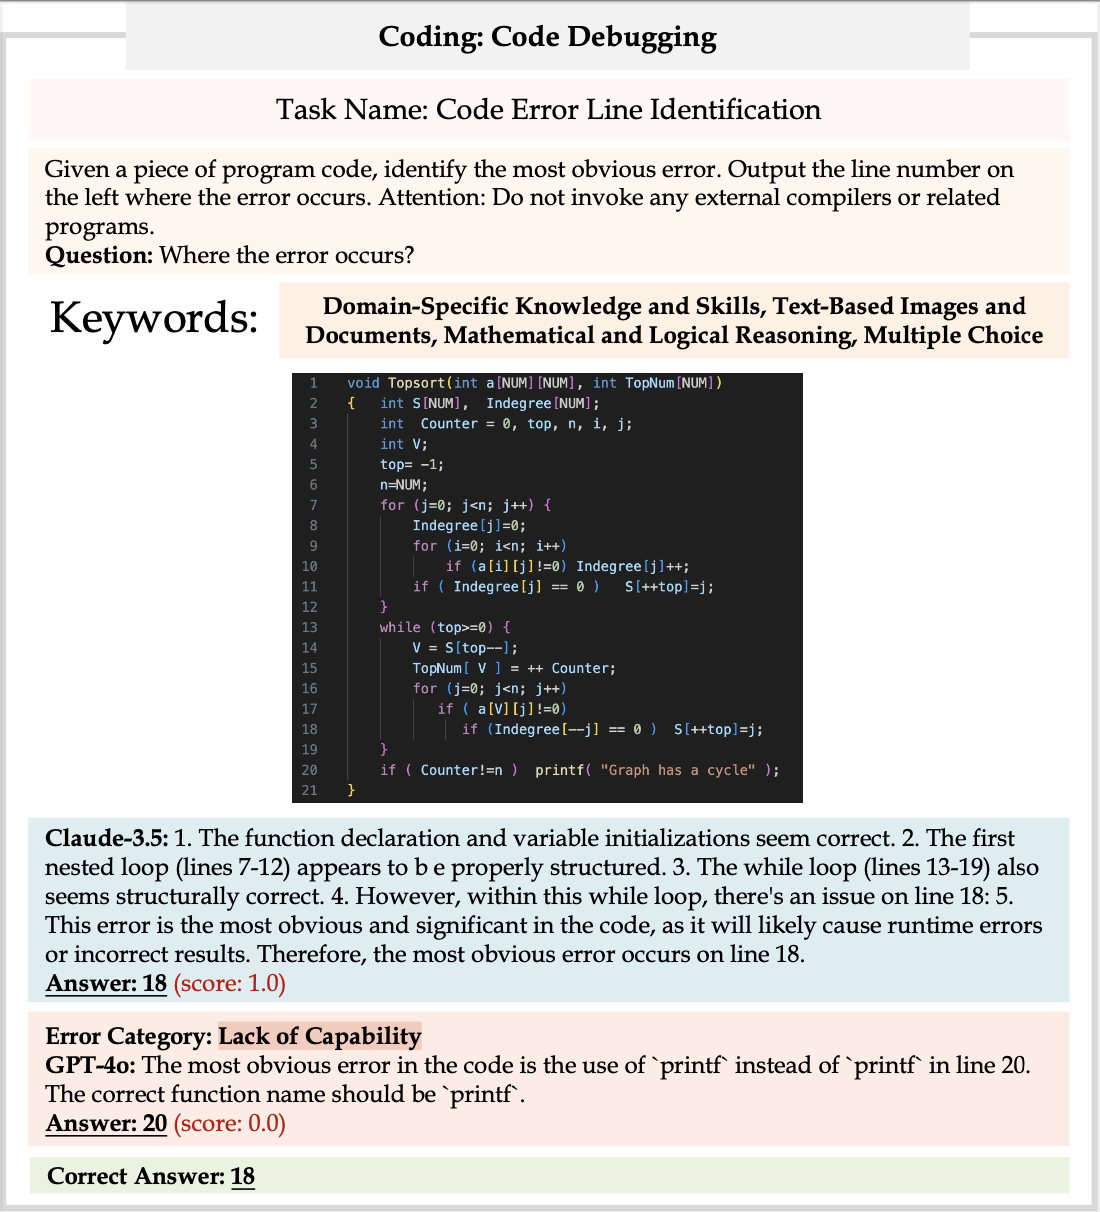 Coding: Code Debugging
Task Name: Code Error Line Identification
Given a piece of program code, identify the most obvious error. Output the line number on
the left where the error occurs. Attention: Do not invoke any external compilers or related
programs.
Question: Where the error occurs?
Keywords:
Domain-Specific Knowledge and Skills, Text-Based Images and
Documents, Mathematical and Logical Reasoning, Multiple Choice
1 void Topsort(int a[NUM][NUM], int TopNum[NUM])
2 {   int S[NUM],  Indegree[NUM];
3     int  Counter = 0, top, n, i, j;
4     int V;
5     top= -1;
6     n=NUM;
7     for (j=0; j<n; j++) {
8         Indegree[j]=0;
9         for (i=0; i<n; i++)
10             if (a[i][j]!=0) Indegree[j]++;
11         if ( Indegree[j] == 0 )   S[++top]=j;
12     }
13     while (top>=0) {
14         V = S[top--];
15         TopNum[ V ] = ++ Counter;
16         for (j=0; j<n; j++)
17            if ( a[V][j]!=0)
18               if (Indegree[--j] == 0 )  S[++top]=j;
19     }
20     if ( Counter!=n )  printf( "Graph has a cycle" );
21 }
Claude-3.5: 1. The function declaration and variable initializations seem correct. 2. The first
nested loop (lines 7-12) appears to b e properly structured. 3. The while loop (lines 13-19) also
seems structurally correct. 4. However, within this while loop, there's an issue on line 18: 5.
This error is the most obvious and significant in the code, as it will likely cause runtime errors
or incorrect results. Therefore, the most obvious error occurs on line 18.
Answer: 18 (score: 1.0)
Error Category: Lack of Capability
GPT-4o: The most obvious error in the code is the use of `printf` instead of `printf` in line 20.
The correct function name should be `printf`.
Answer: 20 (score: 0.0)
Correct Answer: 18